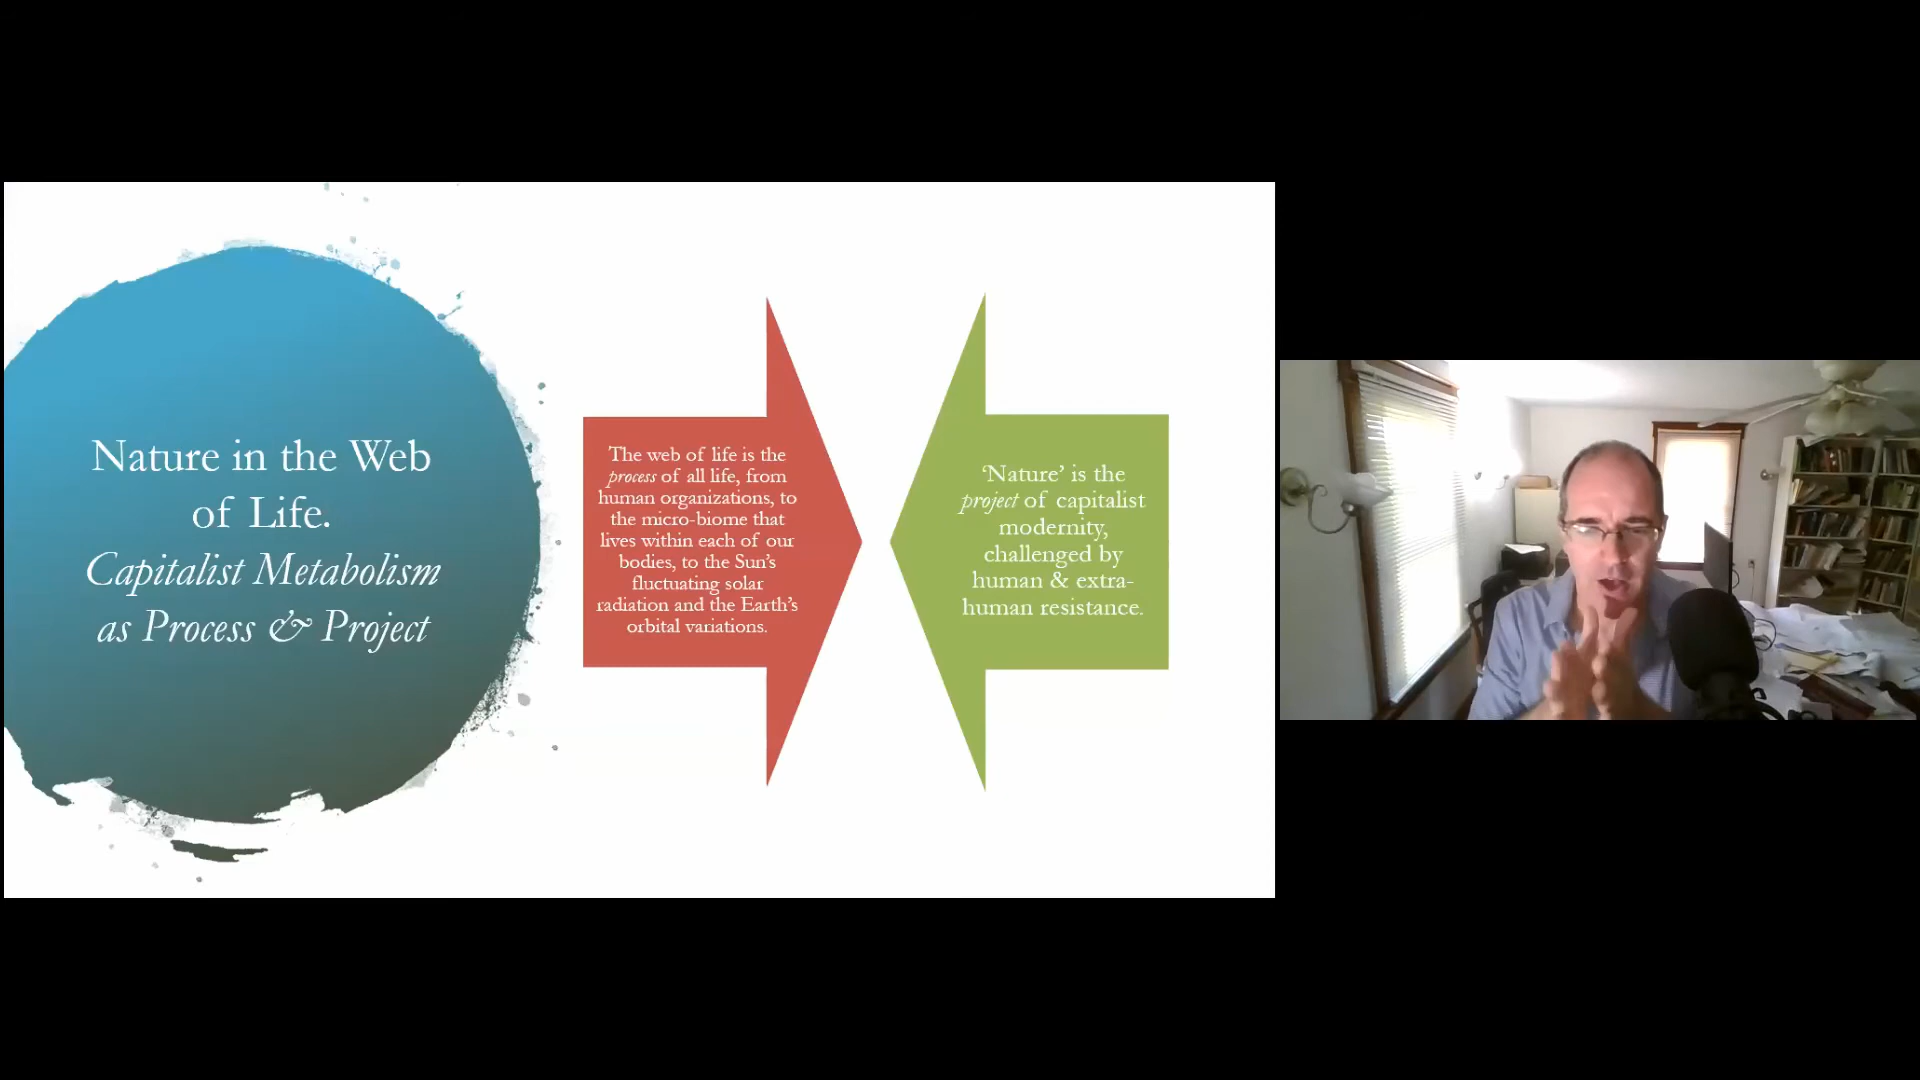 Nature in the Web
of Life.
Capitalist Metabolism
as Process & Project
The web of life is the
process of all life, from
human organizations, to
the micro-biome that
lives within each of our
bodies, to the Sun's
fluctuating solar
radiation and the Earth's
orbital variations.
'Nature' is the
project of capitalist
modernity,
challenged by
human & extra-
human resistance.